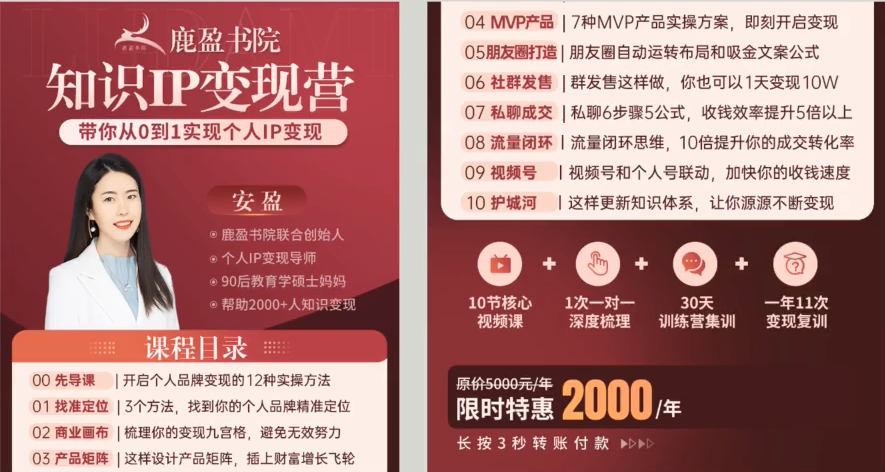 鹿盈书院
鹿盈书院
知识IP变现营
带你从0到1实现个人IP变现
安盈
鹿盈书院联合创始人
个人IP变现导师
90后教育学硕士妈妈
帮助2000+人知识变现
课程目录
00 先导课 | 开启个人品牌变现的12种实操方法
01 找准定位 | 3个方法，找到你的个人品牌精准定位
02 商业画布 | 梳理你的变现九宫格，避免无效努力
03 产品矩阵 | 这样设计产品矩阵，插上财富增长飞轮
04 MVP产品 | 7种MVP产品实操方案，即刻开启变现
05 朋友圈打造 | 朋友圈自动运转布局和吸金文案公式
06 社群发售 | 群发售这样做，你也可以1天变现10W
07 私聊成交 | 私聊6步骤5公式，收钱效率提升5倍以上
08 流量闭环 | 流量闭环思维，10倍提升你的成交转化率
09 视频号 | 视频号和个人号联动，加快你的收钱速度
10 护城河 | 这样更新知识体系，让你源源不断变现
10节核心
视频课
1次一对一
深度梳理
30天
训练营集训
一年11次
变现复训
原价5000元/年
限时特惠 2000/年
长按3秒转账付款